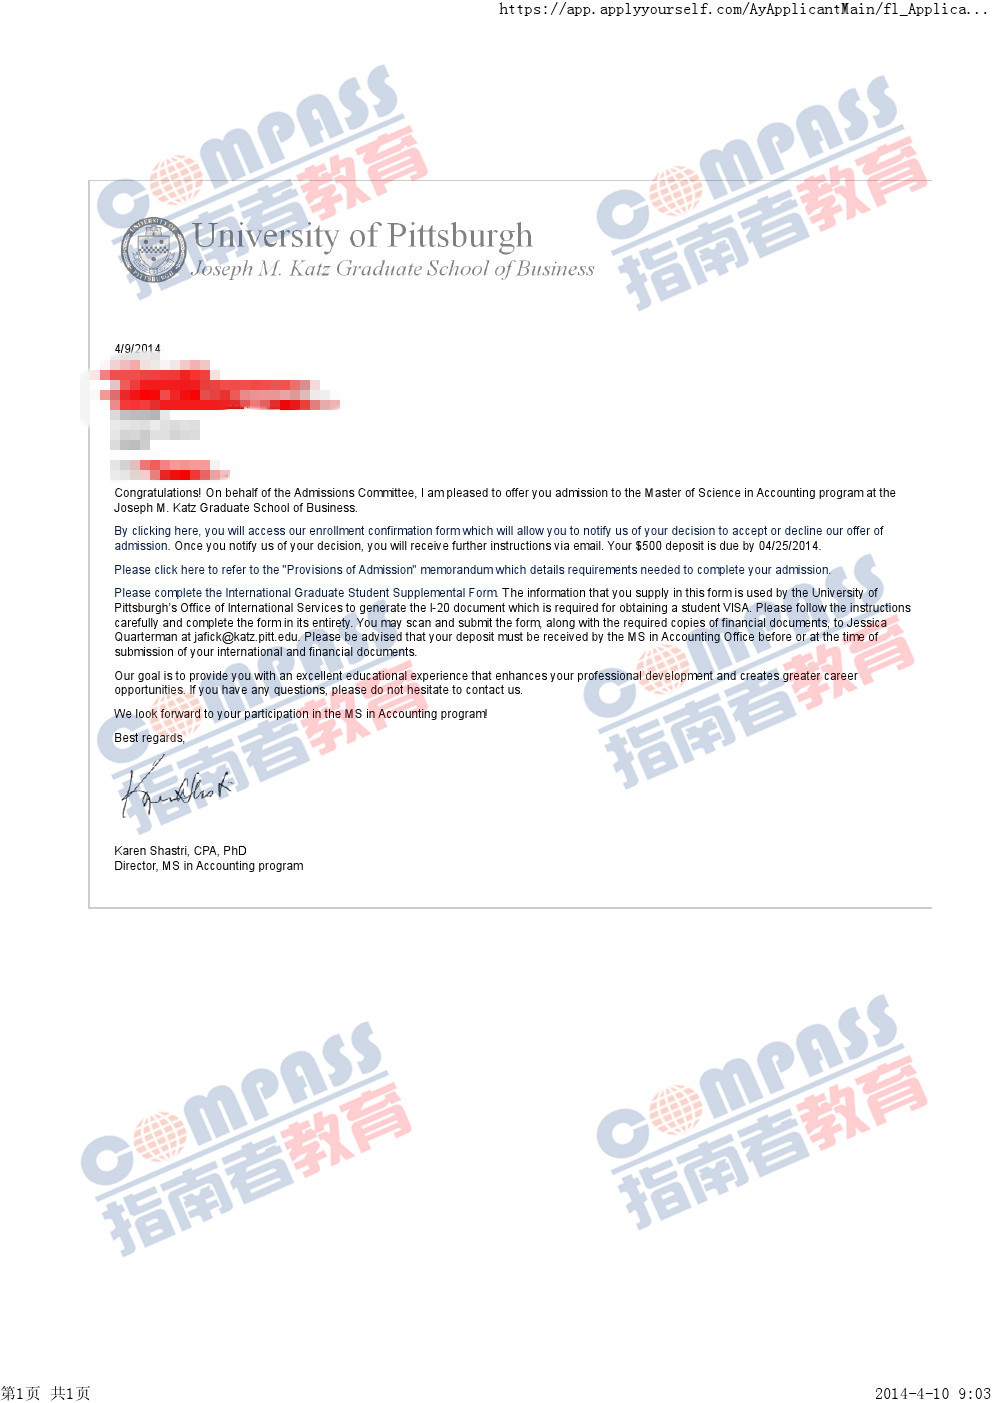 https://app.applyyourself.com/AyApplicantMain/fl_Applica...
COMPASS
指南者教育
COMPASS
指南者教育
University of Pittsburgh
Joseph M. Katz Graduate School of Business
4/9/2014
Congratulations! On behalf of the Admissions Committee, I am pleased to offer you admission to the Master of Science in Accounting program at the
Joseph M. Katz Graduate School of Business.
By clicking here, you will access our enrollment confirmation form which will allow you to notify us of your decision to accept or decline our offer of
admission. Once you notify us of your decision, you will receive further instructions via email. Your $500 deposit is due by 04/25/2014.
Please click here to refer to the "Provisions of Admission" memorandum which details requirements needed to complete your admission.
Please complete the International Graduate Student Supplemental Form. The information that you supply in this form is used by the University of
Pittsburgh's Office of International Services to generate the I-20 document which is required for obtaining a student VISA. Please follow the instructions
carefully and complete the form in its entirety. You may scan and submit the form, along with the required copies of financial documents, to Jessica
Quarterman at jafick@katz.pitt.edu. Please be advised that your deposit must be received by the MS in Accounting Office before or at the time of
submission of your international and financial documents.
Our goal is to provide you with an excellent educational experience that enhances your professional development and creates greater career
opportunities. If you have any questions, please do not hesitate to contact us.
We look forward to your participation in the MS in Accounting program!
Best regards,
COMPASS
指南者教育
COMPASS
指南者教育
Karen Shastri, CPA, PhD
Director, MS in Accounting program
COMPASS
指南者教育
COMPASS
指南者教育
第1页 共1页
2014-4-10 9:03